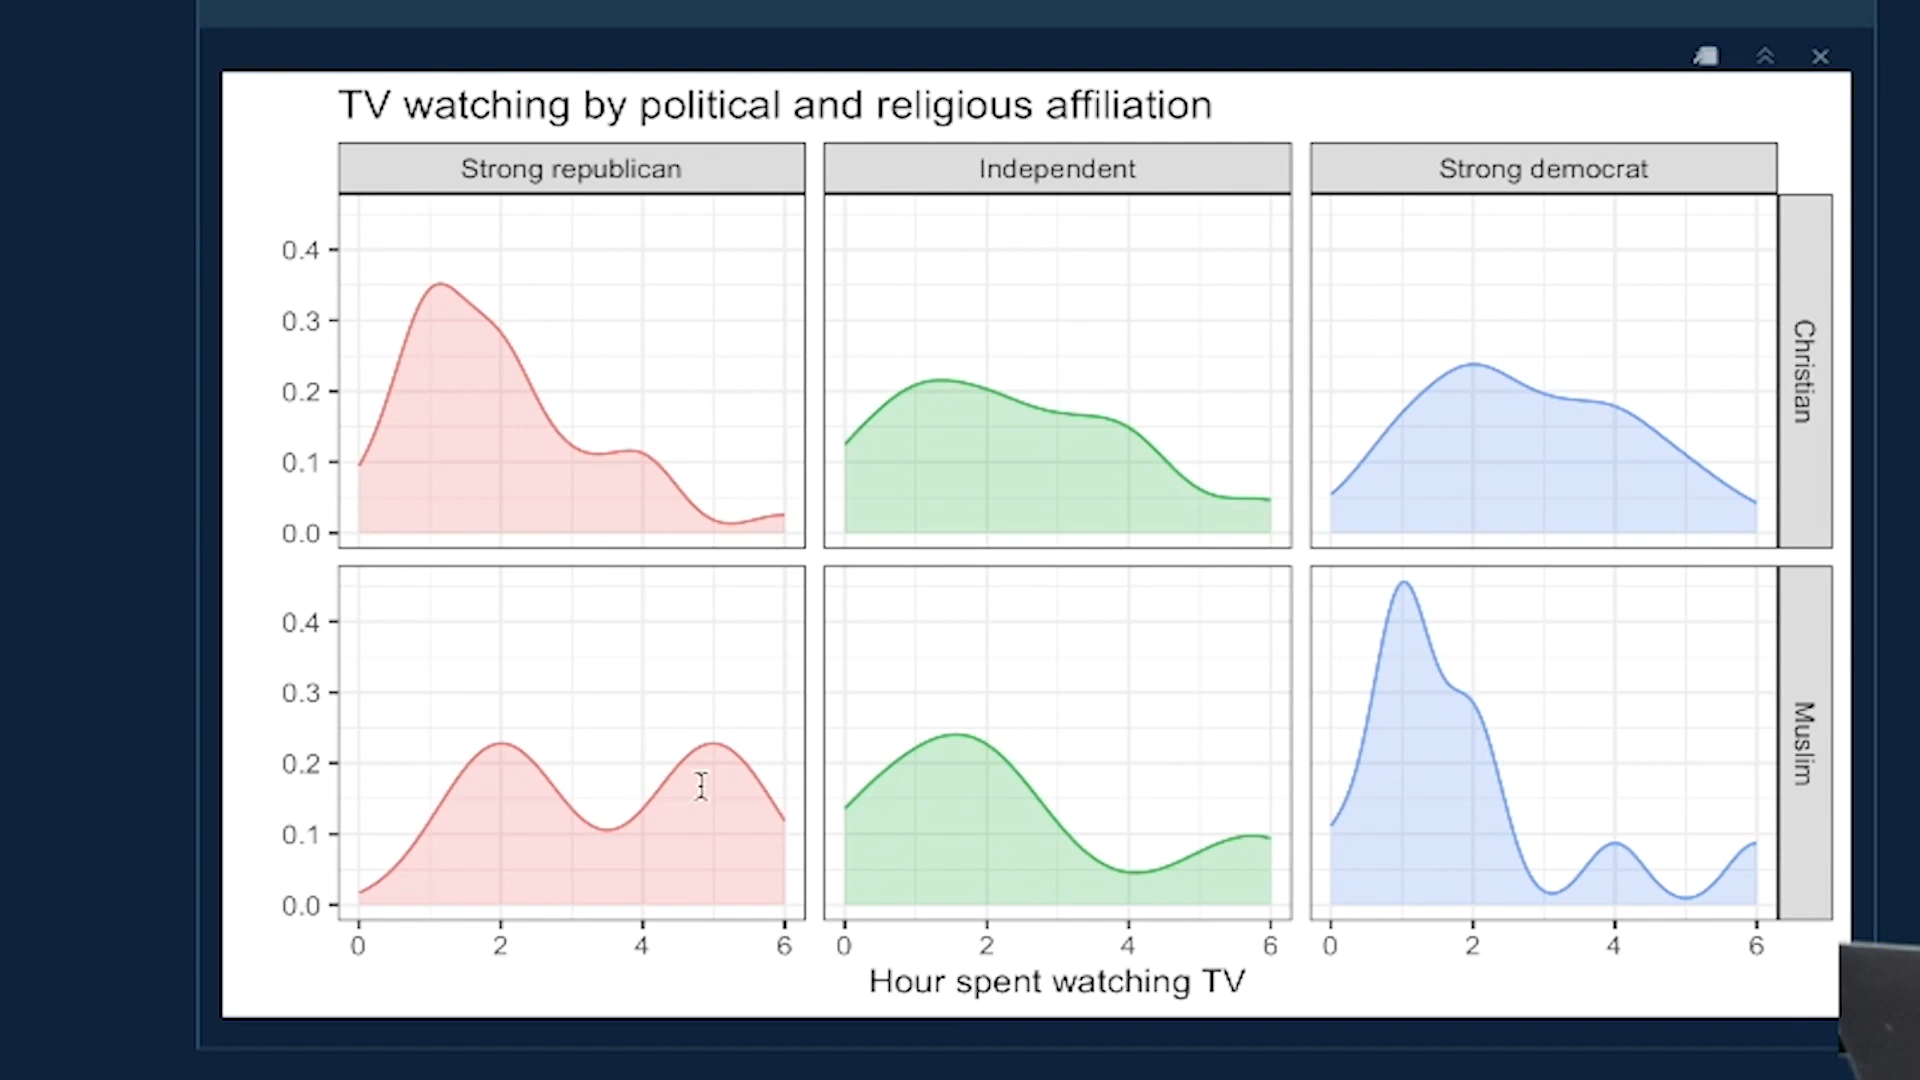 TV watching by political and religious affiliation
Strong republican
Independent
Strong democrat
0.4
0.3
0.2
0.1
0.0
Christian
0.4
0.3
0.2
0.1
0.0
Muslim
0 2 4 6
0 2 4 6
0 2 4 6
Hour spent watching TV